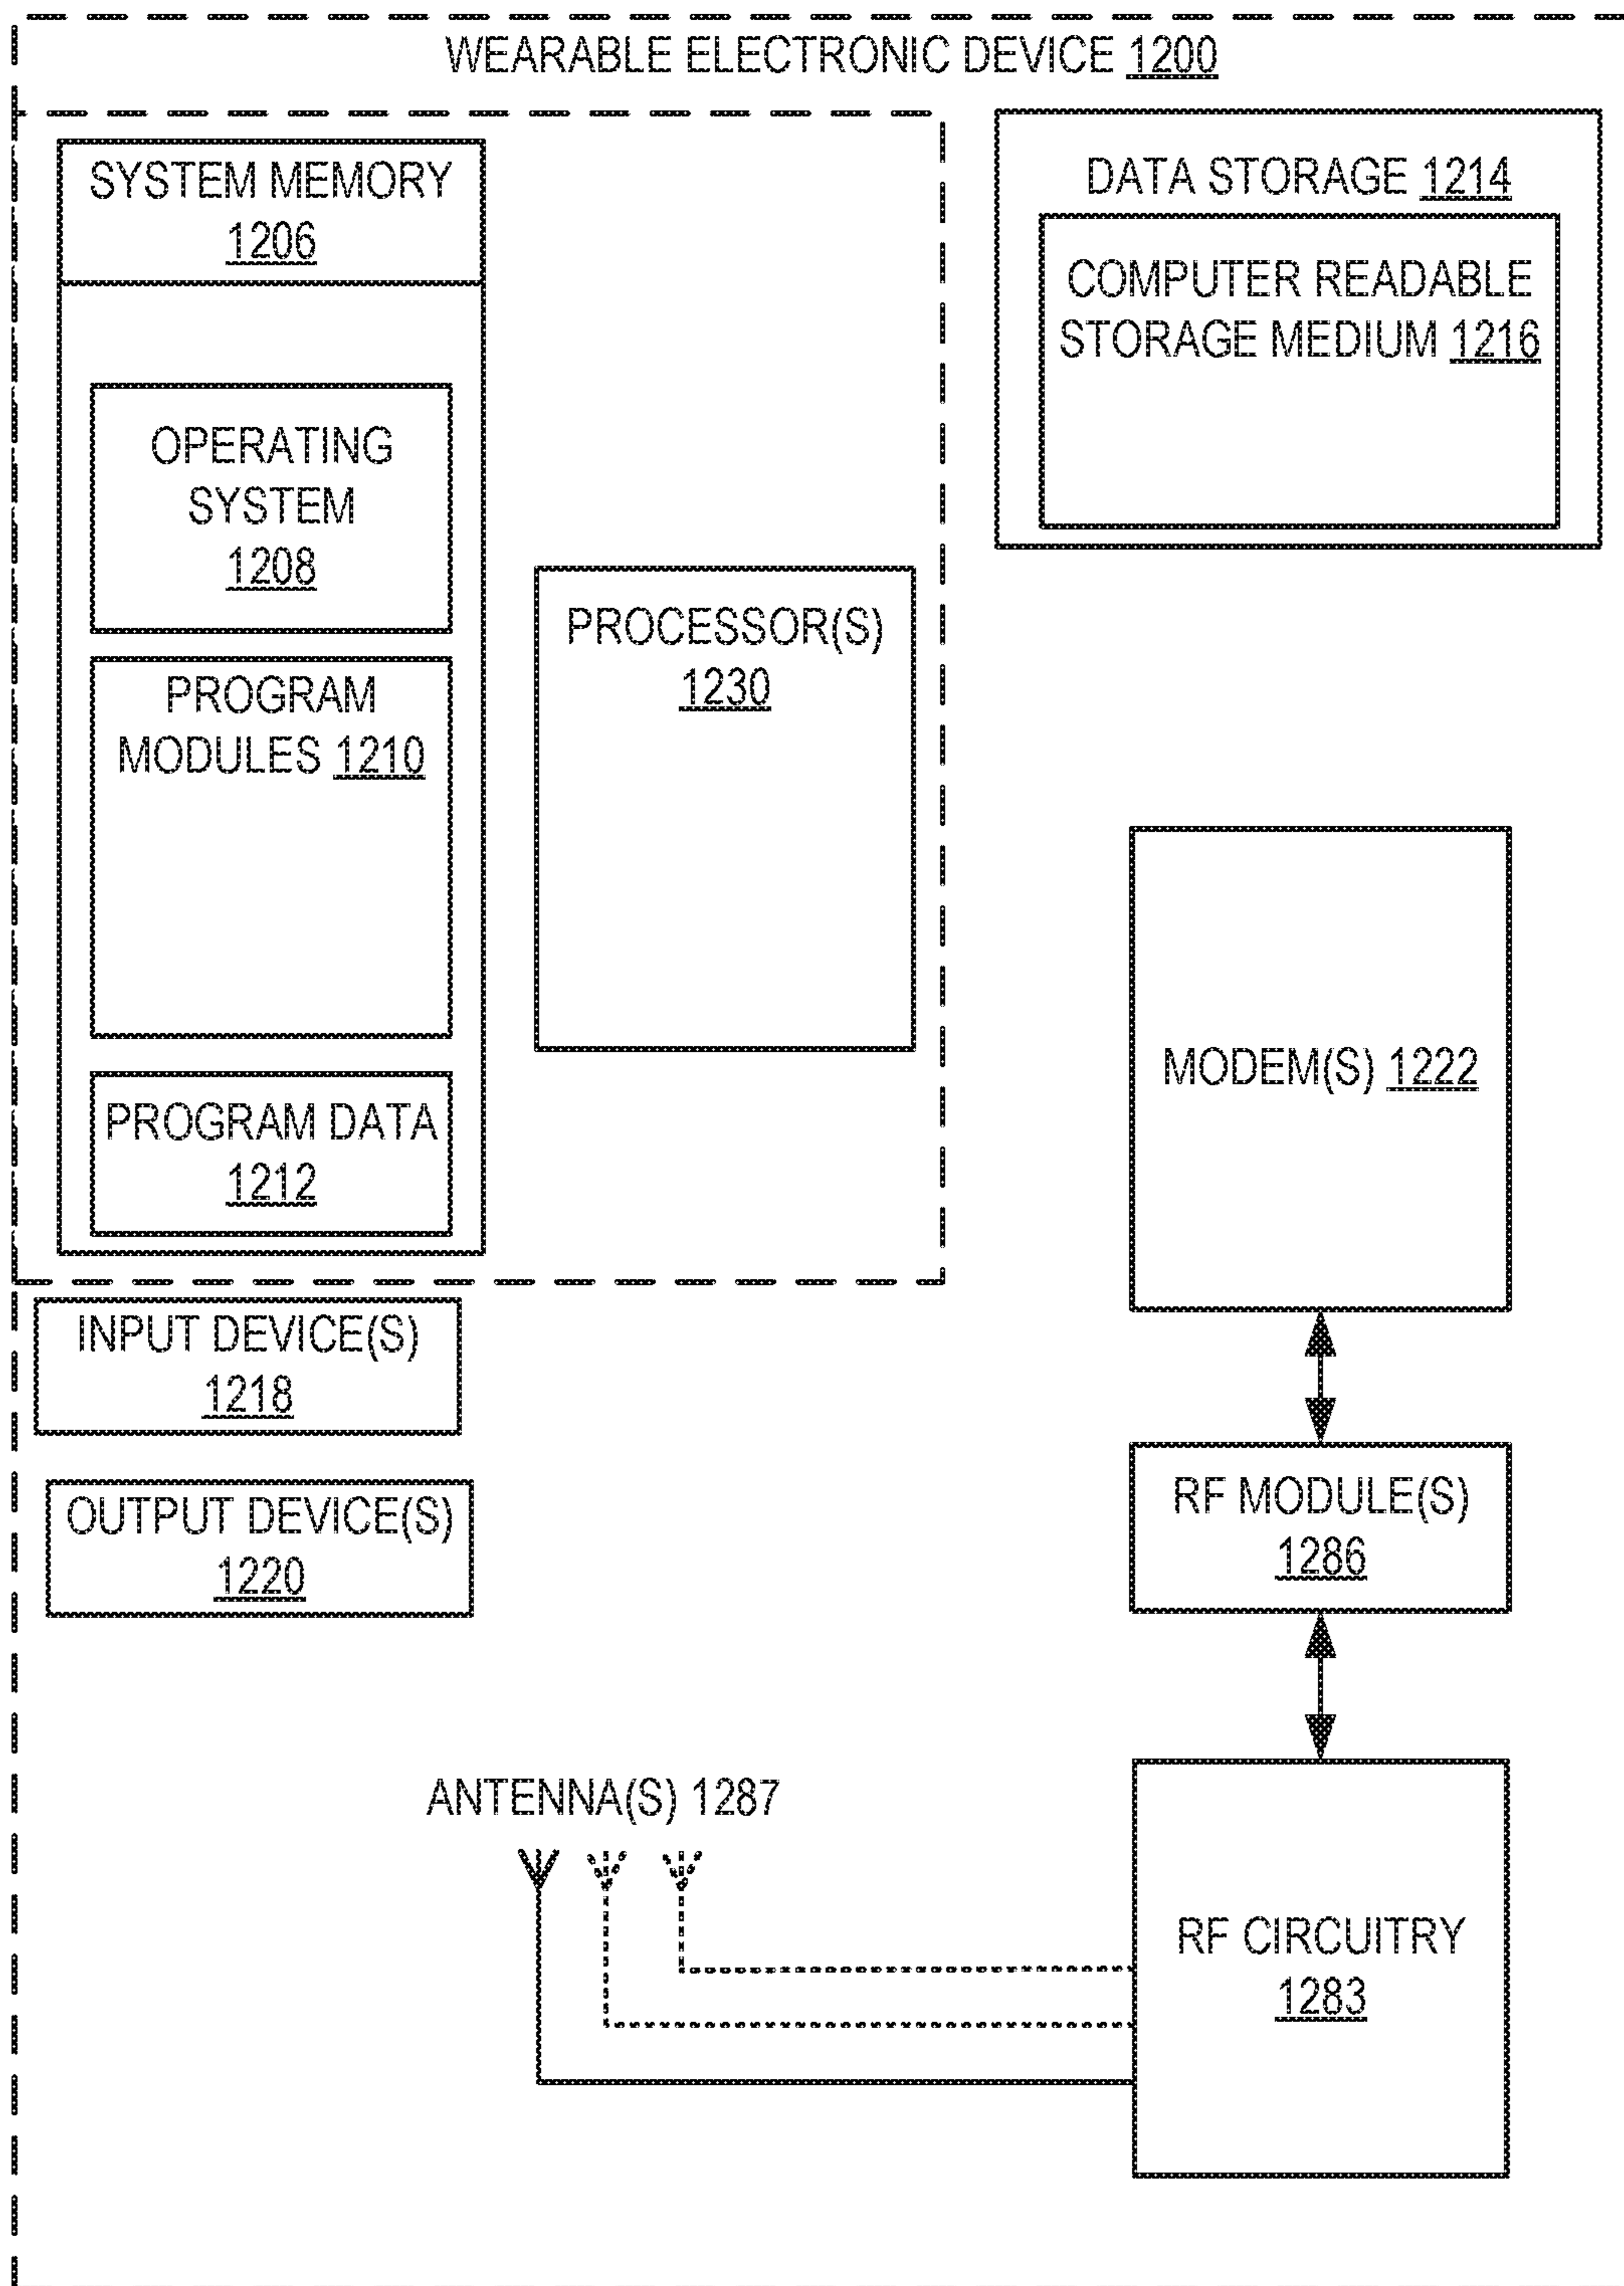 WEARABLE ELECTRONIC DEVICE 1200
SYSTEM MEMORY
1206
OPERATING
SYSTEM
1208
PROGRAM
MODULES 1210
PROGRAM DATA
1212
PROCESSOR(S)
1230
DATA STORAGE 1214
COMPUTER READABLE
STORAGE MEDIUM 1216
MODEM(S) 1222
INPUT DEVICE(S)
1218
OUTPUT DEVICE(S)
1220
RF MODULE(S)
1286
ANTENNA(S) 1287
RF CIRCUITRY
1283